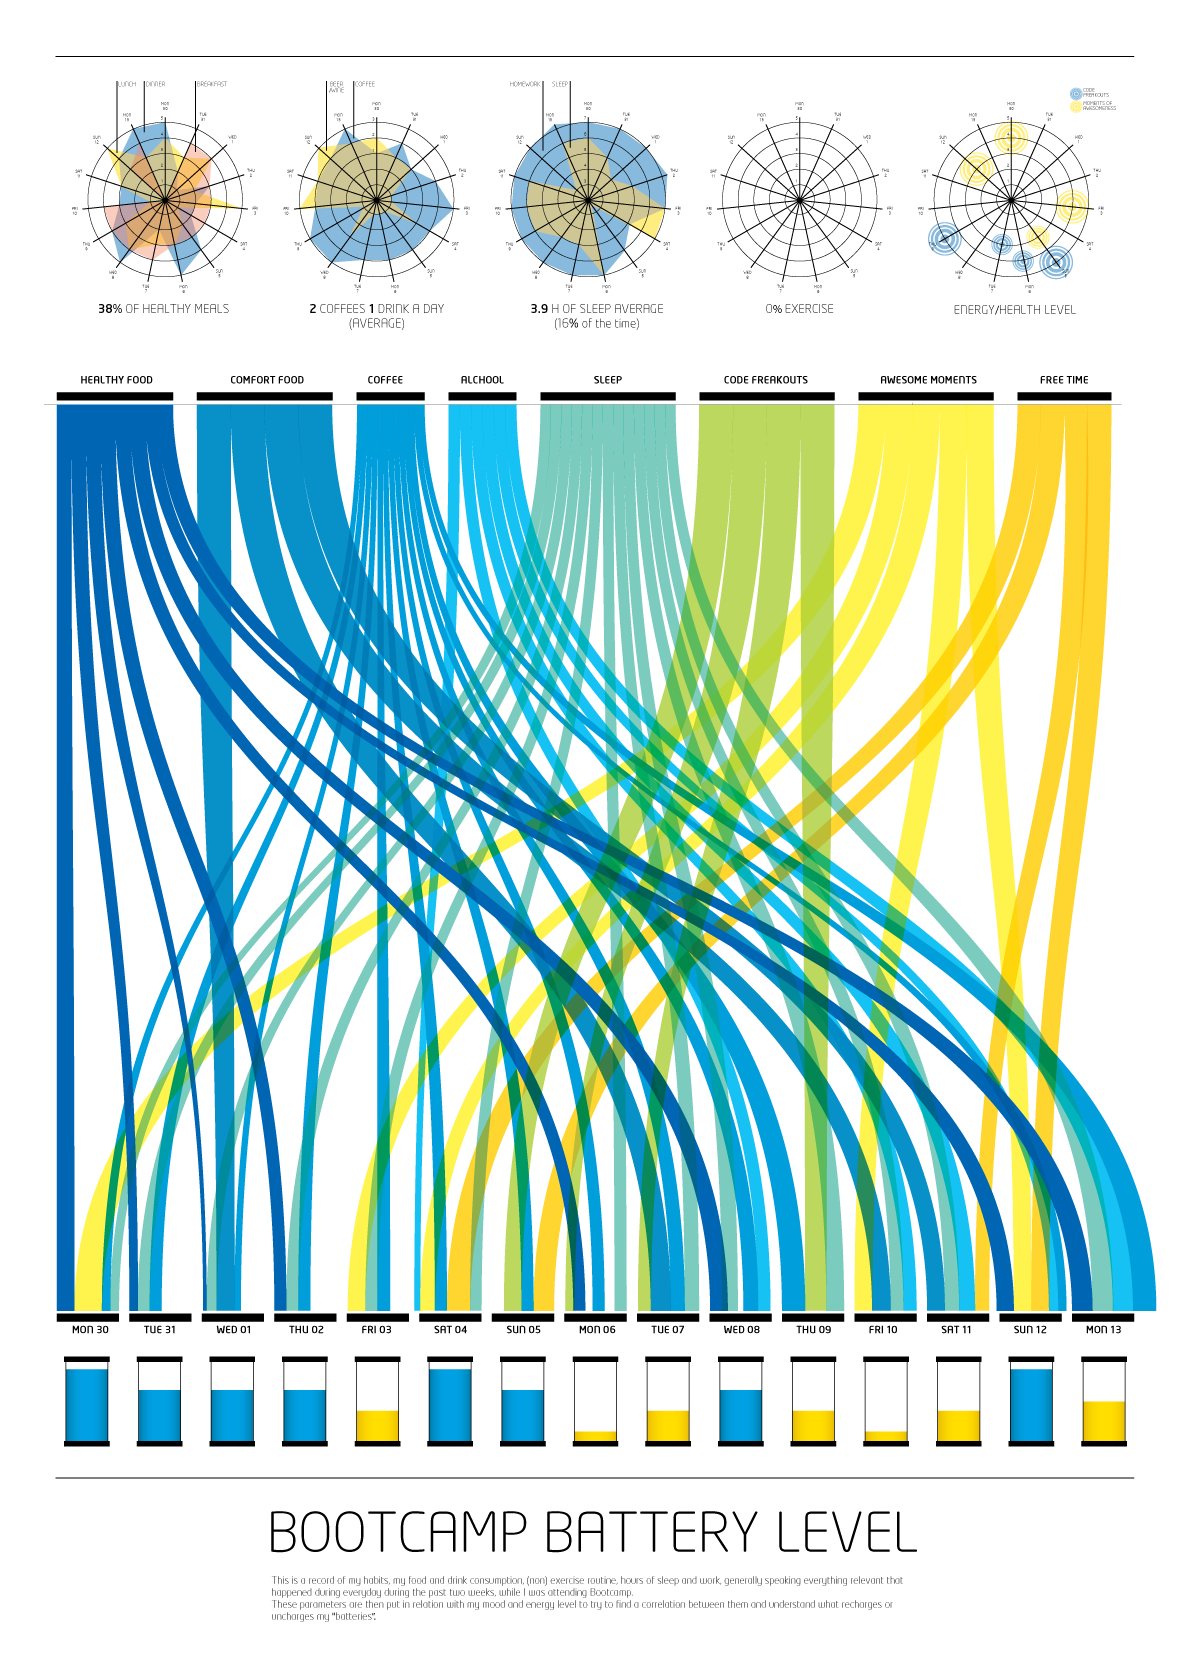 LUNCH DINNER BREAKFAST
BEER /WINE COFFEE
HOMEWORK SLEEP
CODE FREAKOUTS
MOMENTS OF AWESOMENESS
38% OF HEALTHY MEALS
2 COFFEES 1 DRINK A DAY
(AVERAGE)
3.9 H OF SLEEP AVERAGE
(16% of the time)
0% EXERCISE
ENERGY/HEALTH LEVEL
HEALTHY FOOD COMFORT FOOD COFFEE ALCHOOL SLEEP CODE FREAKOUTS AWESOME MOMENTS FREE TIME
MON 30 TUE 31 WED 01 THU 02 FRI 03 SAT 04 SUN 05 MON 06 TUE 07 WED 08 THU 09 FRI 10 SAT 11 SUN 12 MON 13
BOOTCAMP BATTERY LEVEL
This is a record of my habits, my food and drink consumption, (non) exercise routine, hours of sleep and work, generally speaking everything relevant that
happened during everyday during the past two weeks, while I was attending Bootcamp.
These parameters are then put in relation with my mood and energy level to try to find a correlation between them and understand what recharges or
uncharges my "batteries".